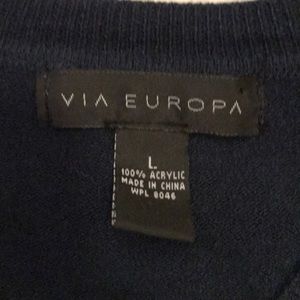 VIA EUROPA
L
100% ACRYLIC
MADE IN CHINA
WPL 8046